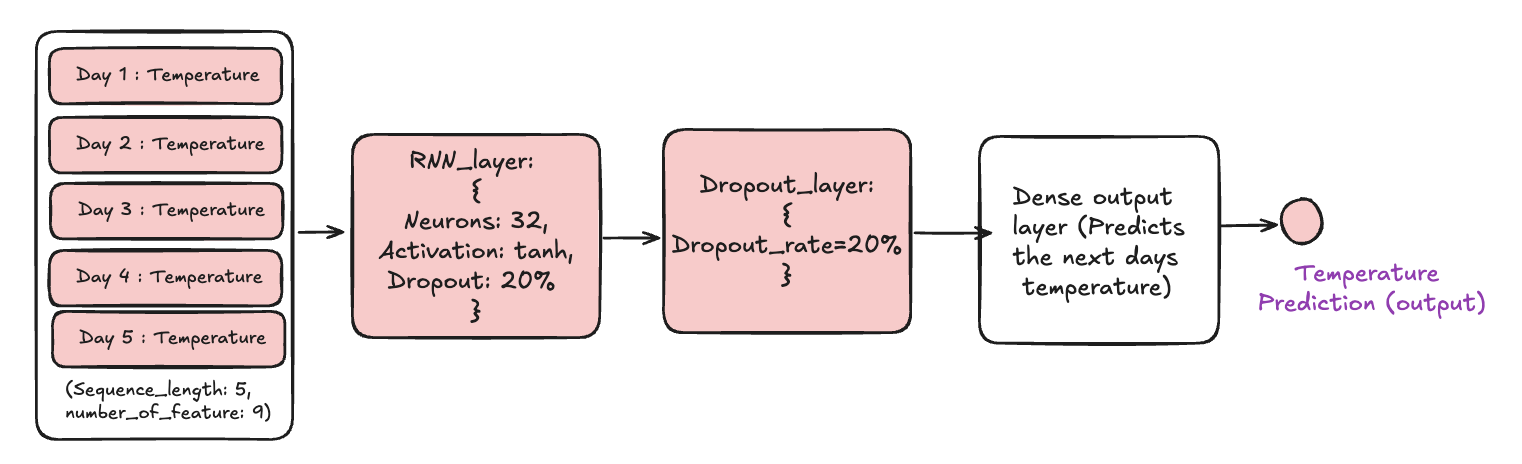 Day 1 : Temperature
Day 2 : Temperature
Day 3 : Temperature
Day 4 : Temperature
Day 5 : Temperature
(Sequence_length: 5,
number_of_feature: 9)
RNN_layer:
{
Neurons: 32,
Activation: tanh,
Dropout: 20%
}
Dropout_layer:
{
Dropout_rate=20%
}
Dense output
layer (Predicts
the next days
temperature)
Temperature
Prediction (output)